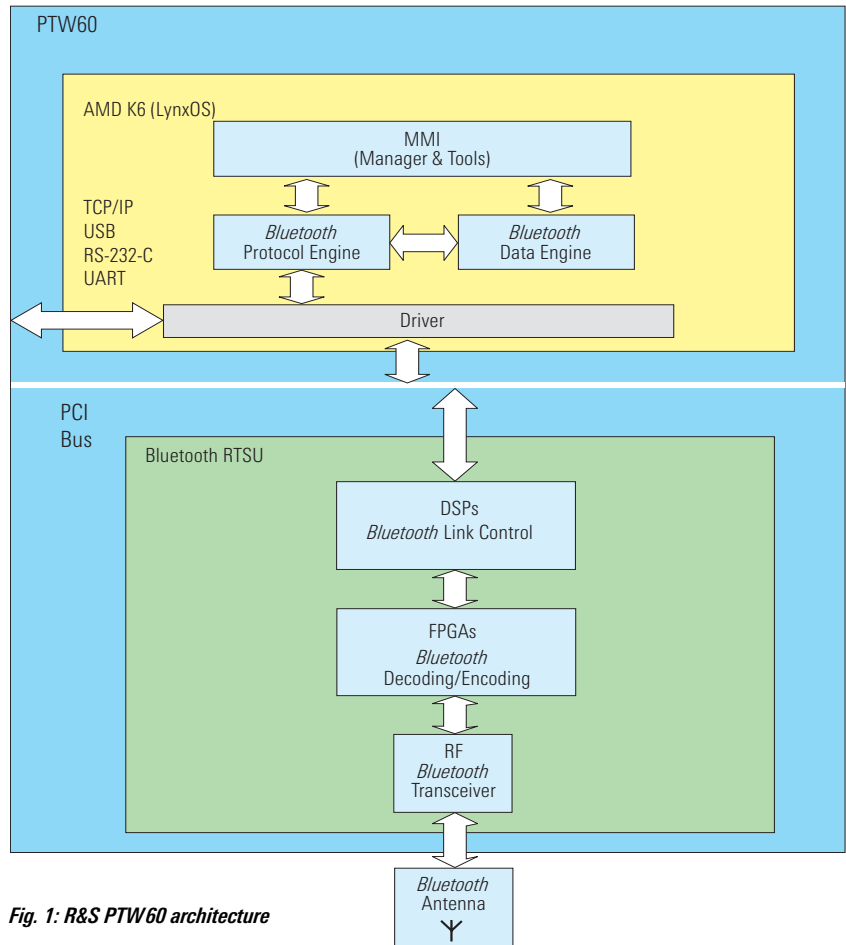 PTW60
AMD K6 (LynxOS)
MMI
(Manager & Tools)
TCP/IP
USB
RS-232-C
UART
Bluetooth
Protocol Engine
Bluetooth
Data Engine
Driver
PCI
Bus
Bluetooth RTSU
DSPs
Bluetooth Link Control
FPGAs
Bluetooth
Decoding/Encoding
RF
Bluetooth
Transceiver
Bluetooth
Antenna
Fig. 1: R&S PTW60 architecture